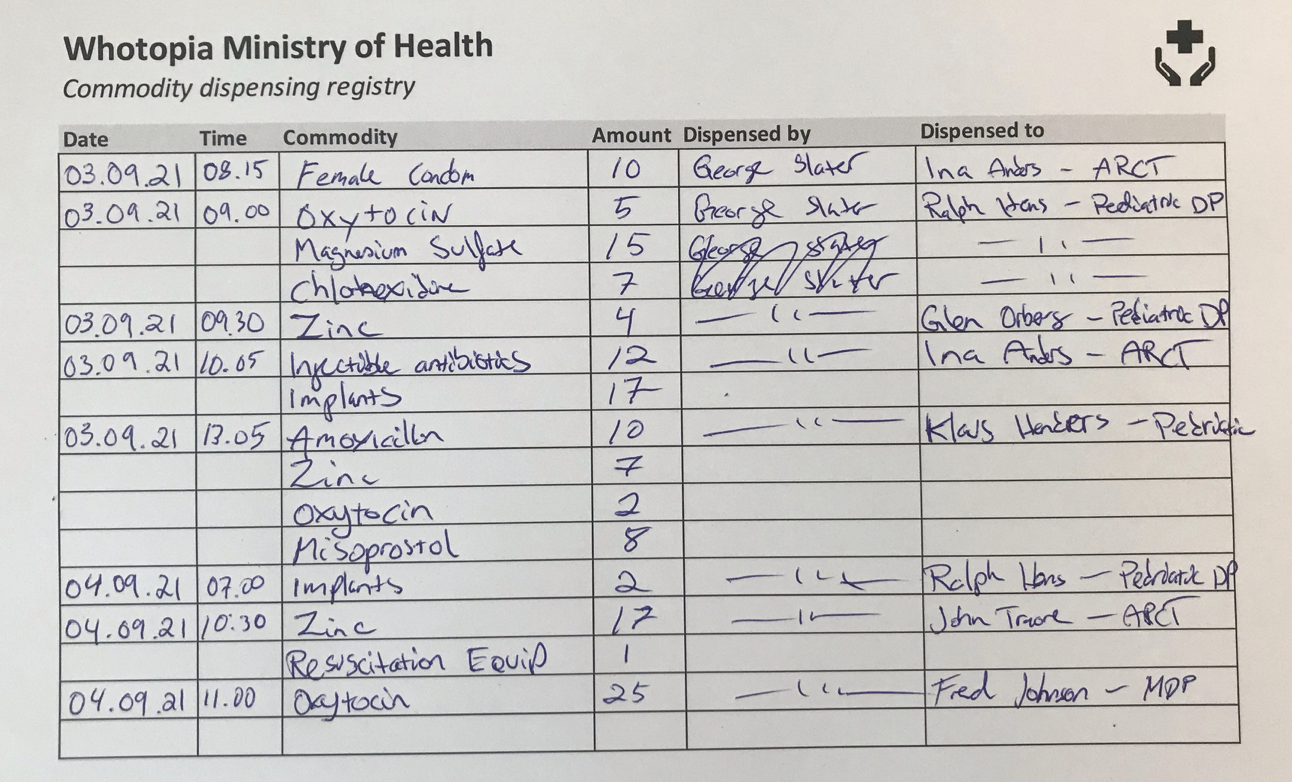 Whotopia Ministry of Health
Commodity dispensing registry
Date Time Commodity Amount Dispensed by Dispensed to
03.09.21 08.15 Female Condom 10 George Slater Ina Anders - ARCT
03.09.21 09.00 Oxytocin 5 George Slater Ralph Hans - Pediatric DP
Magnesium Sulfate 15 George Slater — ı ı —
Chlorexidine 7 George Slater — ı ı —
03.09.21 09.30 Zinc 4 — ı ı — Glen Orbers - Pediatric DP
03.09.21 10.05 Injectable antibiotics 12 — ı ı — Ina Anders - ARCT
Implants 17
03.09.21 13.05 Amoxicillin 10 — ı ı — Klaus Henders - Pedriatic
Zinc 7
Oxytocin 2
Misoprostol 8
04.09.21 07.00 Implants 2 — ı ı — Ralph Hans - Pedriatic DP
04.09.21 10:30 Zinc 17 — ı ı — John Traore - ARCT
Resuscitation Equip 1
04.09.21 11.00 Oxytocin 25 — ı ı — Fred Johnson - MDP